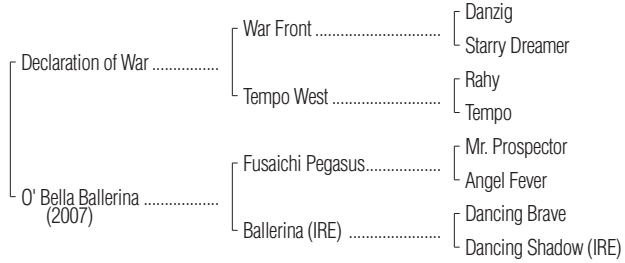 Danzig
War Front ................................
Starry Dreamer
Declaration of War ................
Rahy
Tempo West ...........................
Tempo
Mr. Prospector
Fusaichi Pegasus...................
Angel Fever
O' Bella Ballerina ..................
(2007)
Dancing Brave
Ballerina (IRE) .......................
Dancing Shadow (IRE)